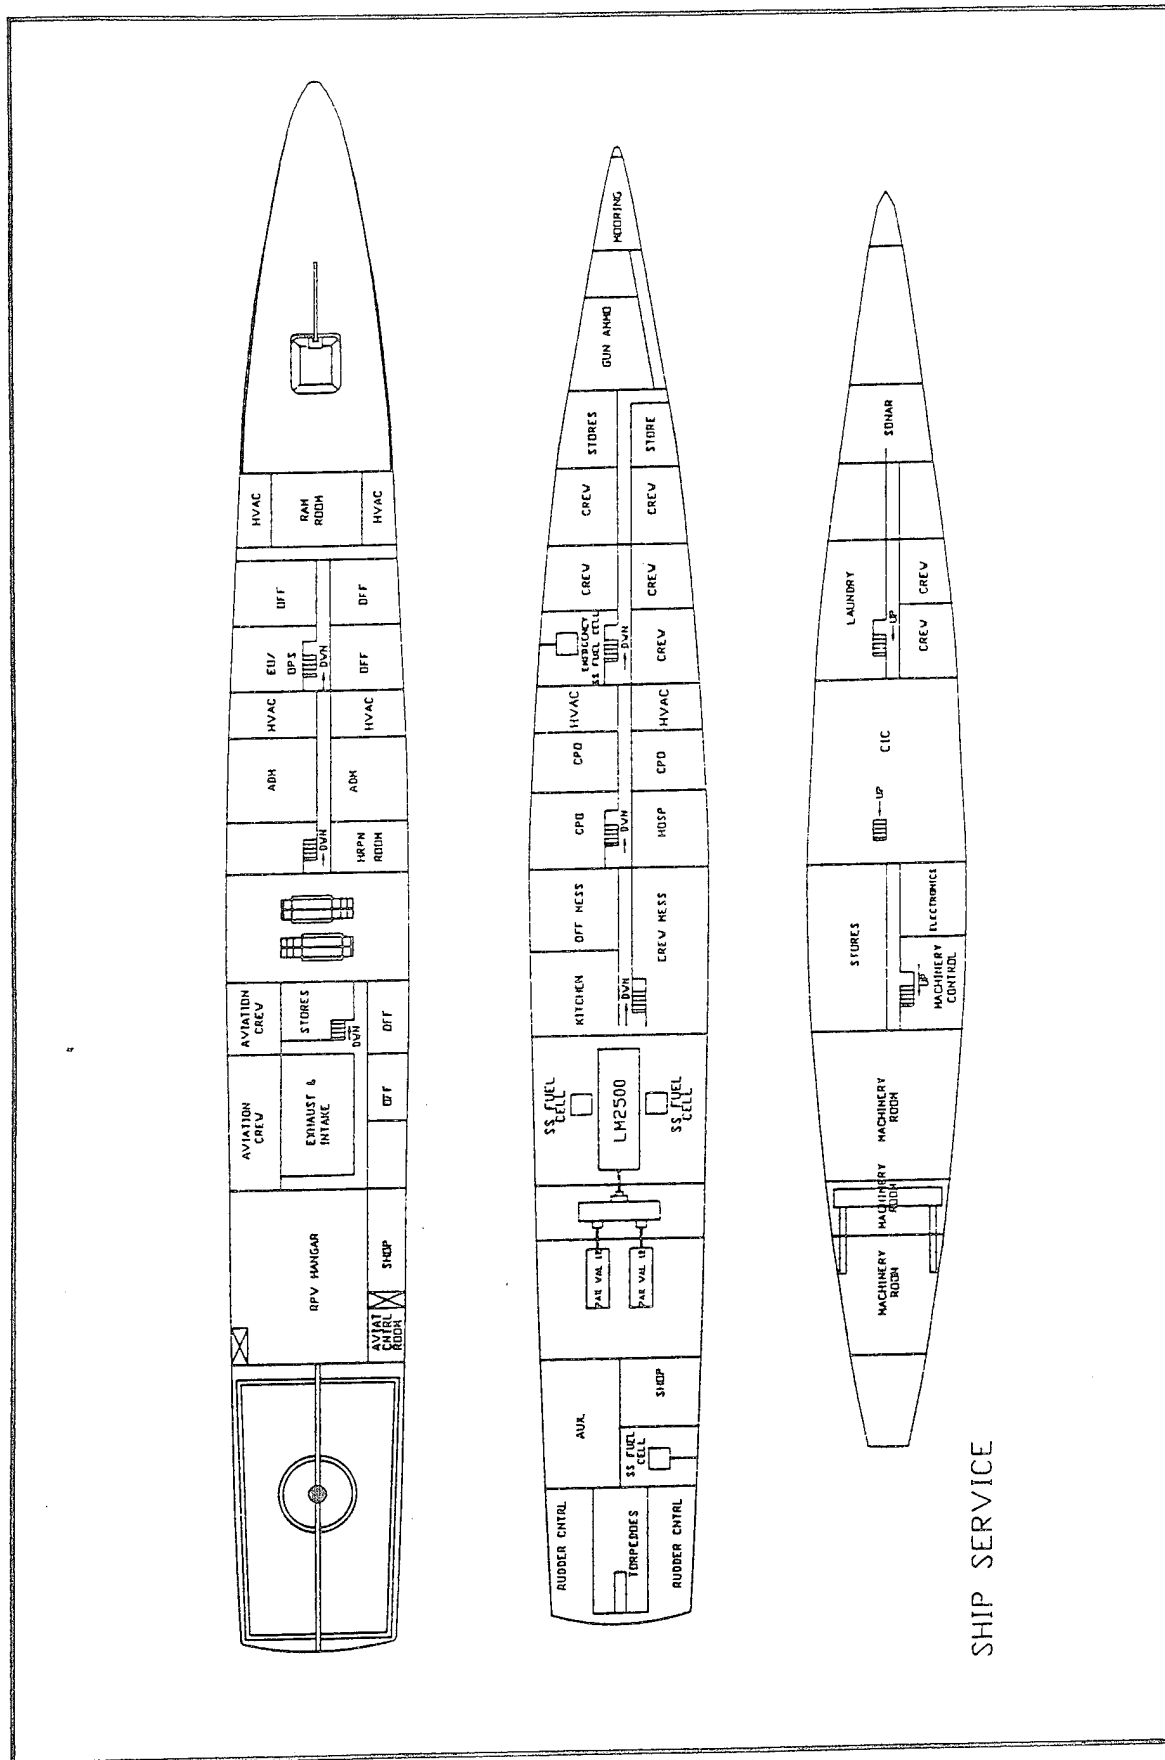 HVAC
RAM
ROOM
HVAC
OFF
OFF
EW/
OPS
DWN
OFF
HVAC
HVAC
ADM
ADM
DWN
HRPN
ROOM
AVIATION
CREW
STORES
DWN
OFF
AVIATION
CREW
EXHAUST &
INTAKE
OFF
RPV HANGAR
SHOP
AVIAT
CNTRL
ROOM
MOORING
GUN AMMO
STORES
STORE
CREW
CREW
CREW
CREW
EMERGENCY
SS FUEL CELL
DWN
CREW
HVAC
HVAC
CPO
CPO
CPO
DWN
HOSP
OFF MESS
CREW MESS
KITCHEN
DWN
SS FUEL
CELL
LM2500
SS FUEL
CELL
AUX.
SHOP
SS FUEL
CELL
RUDDER CNTRL
TORPEDOES
RUDDER CNTRL
SONAR
LAUNDRY
UP
CREW
CREW
CIC
UP
STORES
ELECTRONICS
UP
MACHINERY
CONTROL
MACHINERY
ROOM
MACHINERY
ROOM
MACHINERY
ROOM
SHIP SERVICE